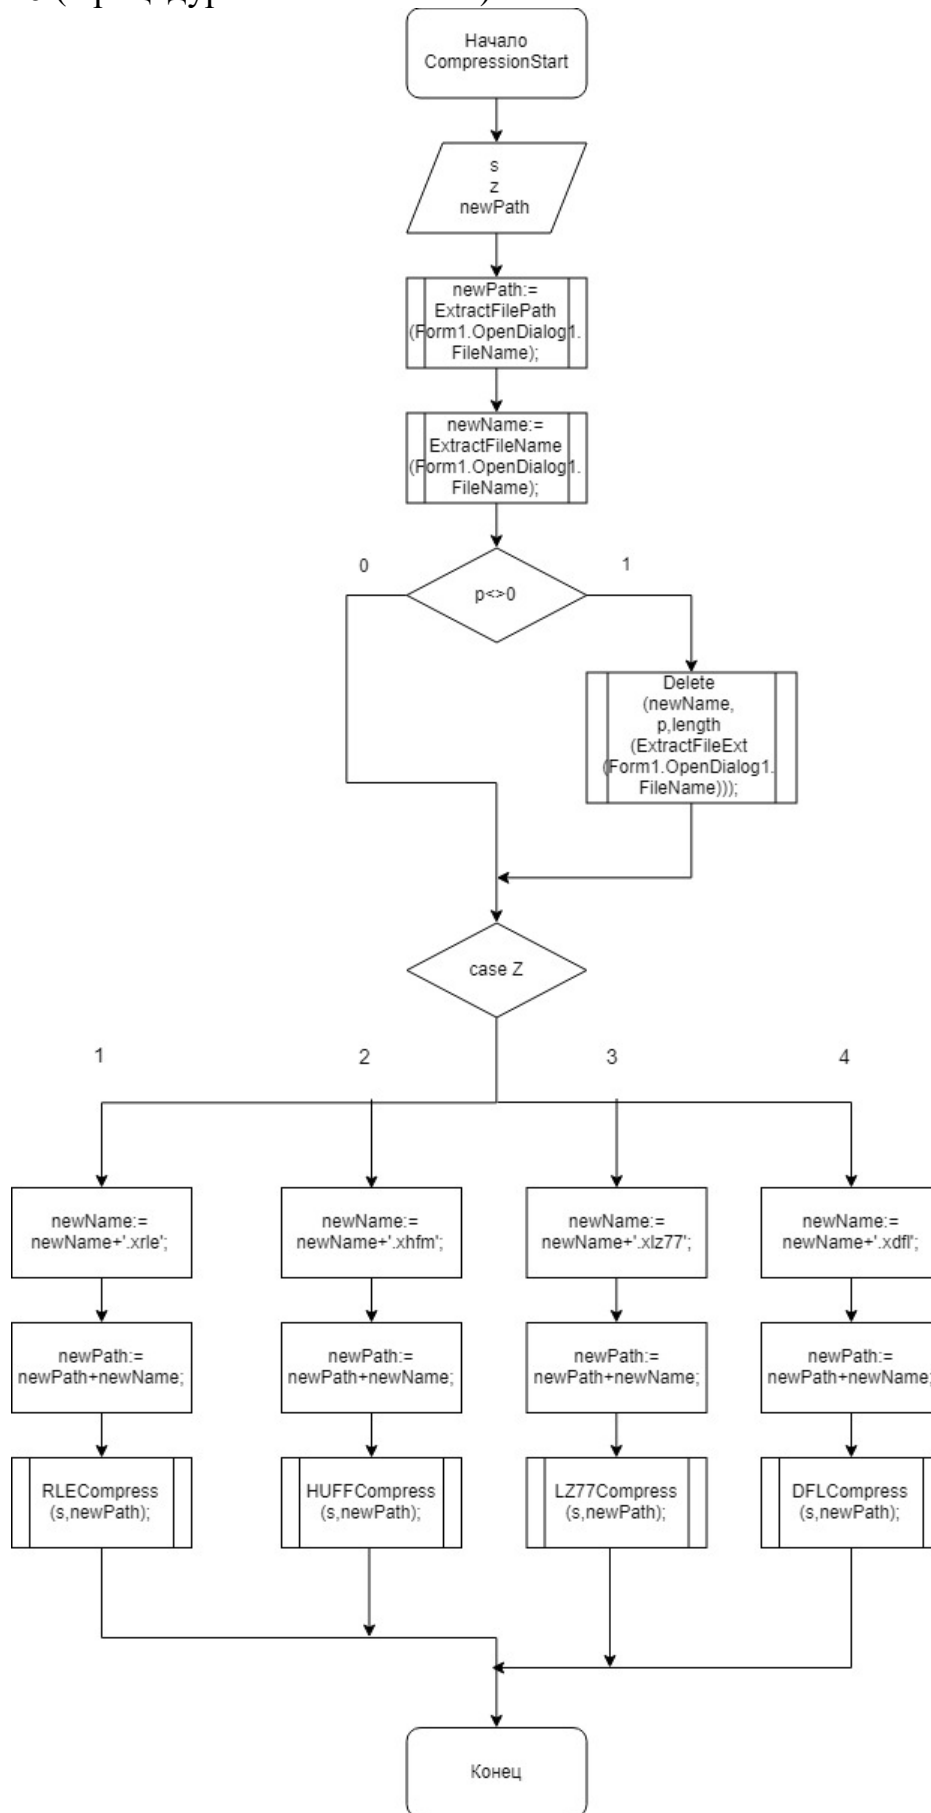 Начало
CompressionStart
s
z
newPath
newPath:=
ExtractFilePath
(Form1.OpenDialog1.
FileName);
newName:=
ExtractFileName
(Form1.OpenDialog1.
FileName);
0
1
p<>0
Delete
(newName,
p,length
(ExtractFileExt
(Form1.OpenDialog1.
FileName)));
case Z
1
2
3
4
newName:=
newName+'.xrle';
newName:=
newName+'.xhfm';
newName:=
newName+'.xlz77';
newName:=
newName+'.xdfl';
newPath:=
newPath+newName;
newPath:=
newPath+newName;
newPath:=
newPath+newName;
newPath:=
newPath+newName;
RLECompress
(s,newPath);
HUFFCompress
(s,newPath);
LZ77Compress
(s,newPath);
DFLCompress
(s,newPath);
Конец